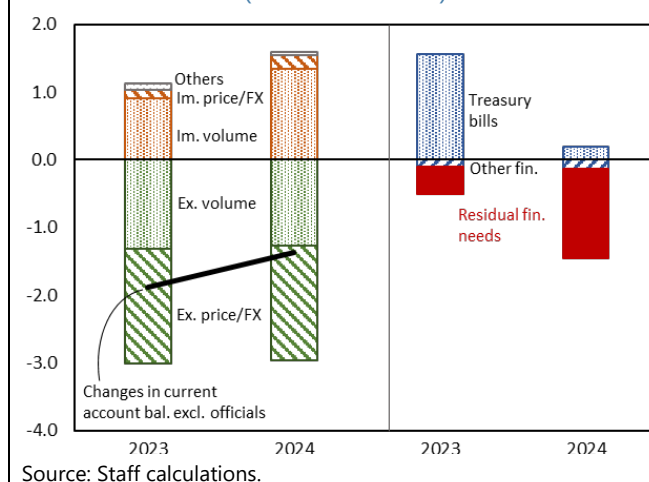 2.0
1.0
0.0
-1.0
-2.0
-3.0
-4.0
Others
Im. price/FX
Im. volume
Ex. volume
Ex. price/FX
Changes in current
account bal. excl. officials
Treasury
bills
Other fin.
Residual fin.
needs
2023
2024
2023
2024
Source: Staff calculations.